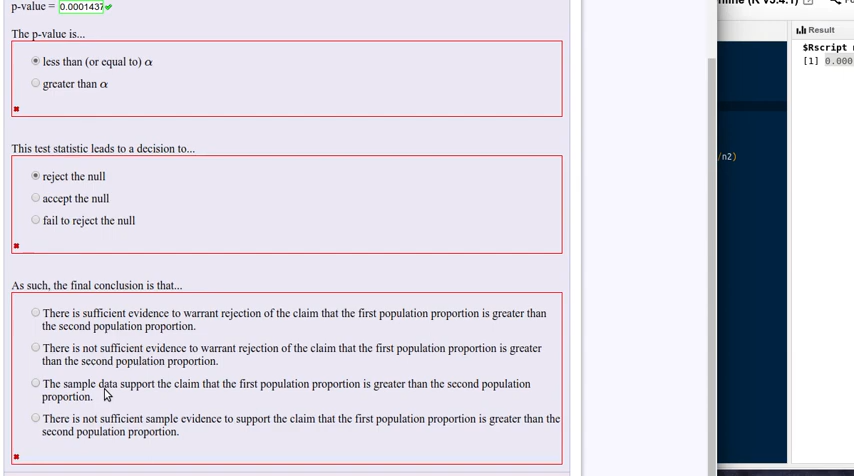 p-value = 0.0001437
The p-value is...
less than (or equal to) α
greater than α
This test statistic leads to a decision to...
reject the null
accept the null
fail to reject the null
As such, the final conclusion is that...
There is sufficient evidence to warrant rejection of the claim that the first population proportion is greater than
the second population proportion.
There is not sufficient evidence to warrant rejection of the claim that the first population proportion is greater
than the second population proportion.
The sample data support the claim that the first population proportion is greater than the second population
proportion.
There is not sufficient sample evidence to support the claim that the first population proportion is greater than the
second population proportion.
/n2)
Result
$Rscript
[1] 0.000